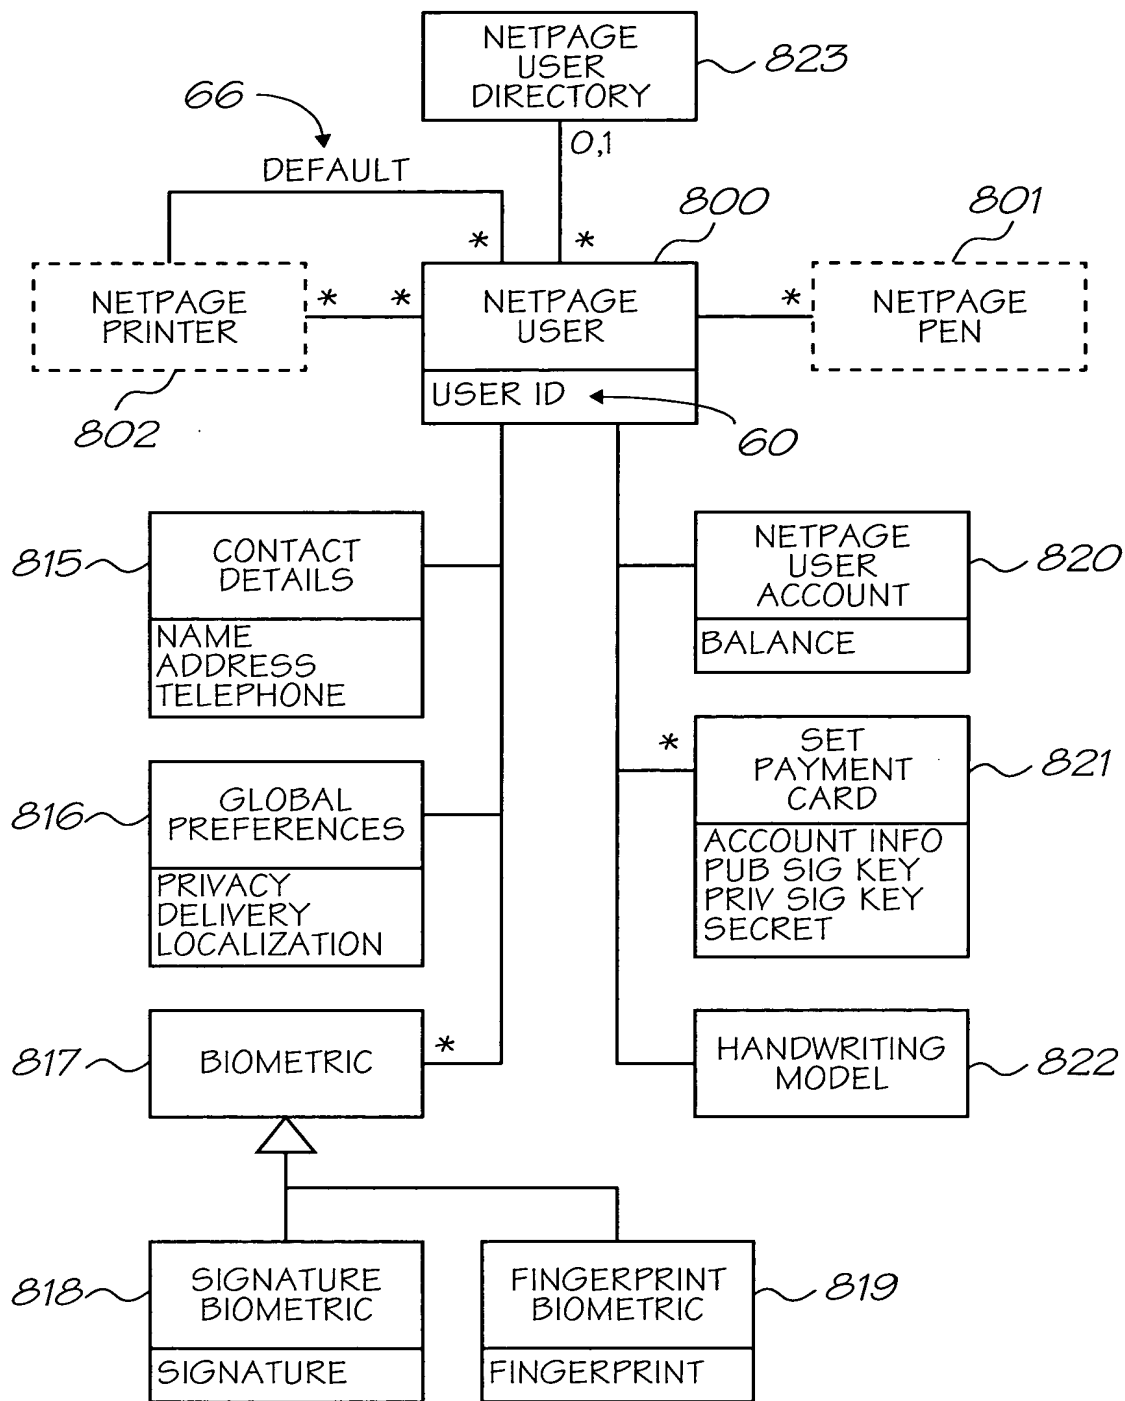 NETPAGE
USER
DIRECTORY
823
66
0,1
DEFAULT
800
801
*
*
NETPAGE
PRINTER
*
*
NETPAGE
USER
*
NETPAGE
PEN
802
USER ID
60
815
CONTACT
DETAILS
NAME
ADDRESS
TELEPHONE
NETPAGE
USER
ACCOUNT
820
BALANCE
816
GLOBAL
PREFERENCES
PRIVACY
DELIVERY
LOCALIZATION
*
SET
PAYMENT
CARD
821
ACCOUNT INFO
PUB SIG KEY
PRIV SIG KEY
SECRET
817
BIOMETRIC
*
HANDWRITING
MODEL
822
818
SIGNATURE
BIOMETRIC
SIGNATURE
FINGERPRINT
BIOMETRIC
819
FINGERPRINT